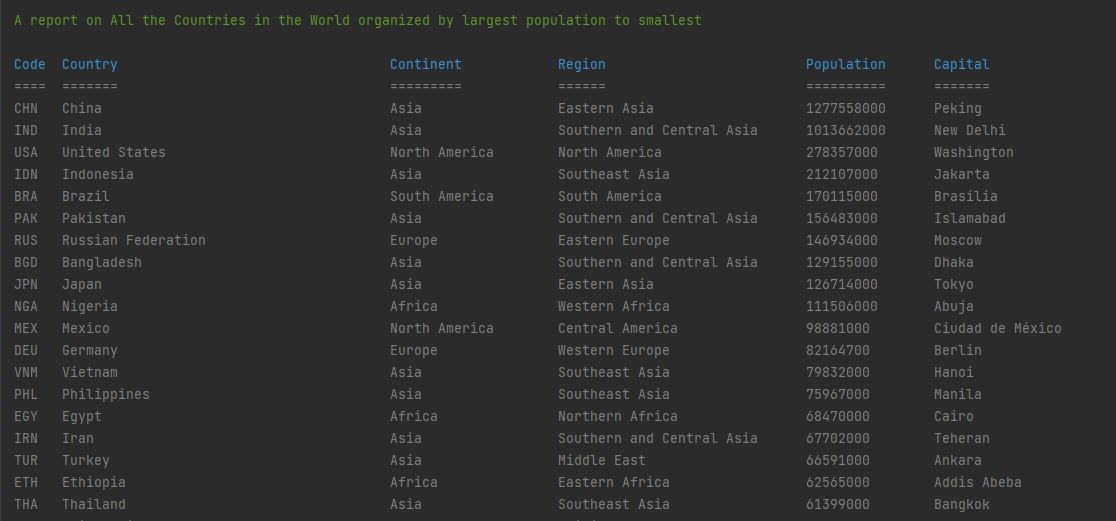 A report on All the Countries in the World organized by largest population to smallest
Code Country Continent Region Population Capital
==== ======= ========= ====== ========== =======
CHN China Asia Eastern Asia 1277558000 Peking
IND India Asia Southern and Central Asia 1013662000 New Delhi
USA United States North America North America 278357000 Washington
IDN Indonesia Asia Southeast Asia 212107000 Jakarta
BRA Brazil South America South America 170115000 Brasília
PAK Pakistan Asia Southern and Central Asia 156483000 Islamabad
RUS Russian Federation Europe Eastern Europe 146934000 Moscow
BGD Bangladesh Asia Southern and Central Asia 129155000 Dhaka
JPN Japan Asia Eastern Asia 126714000 Tokyo
NGA Nigeria Africa Western Africa 111506000 Abuja
MEX Mexico North America Central America 98881000 Ciudad de México
DEU Germany Europe Western Europe 82164700 Berlin
VNM Vietnam Asia Southeast Asia 79832000 Hanoi
PHL Philippines Asia Southeast Asia 75967000 Manila
EGY Egypt Africa Northern Africa 68470000 Cairo
IRN Iran Asia Southern and Central Asia 67702000 Teheran
TUR Turkey Asia Middle East 66591000 Ankara
ETH Ethiopia Africa Eastern Africa 62565000 Addis Abeba
THA Thailand Asia Southeast Asia 61399000 Bangkok